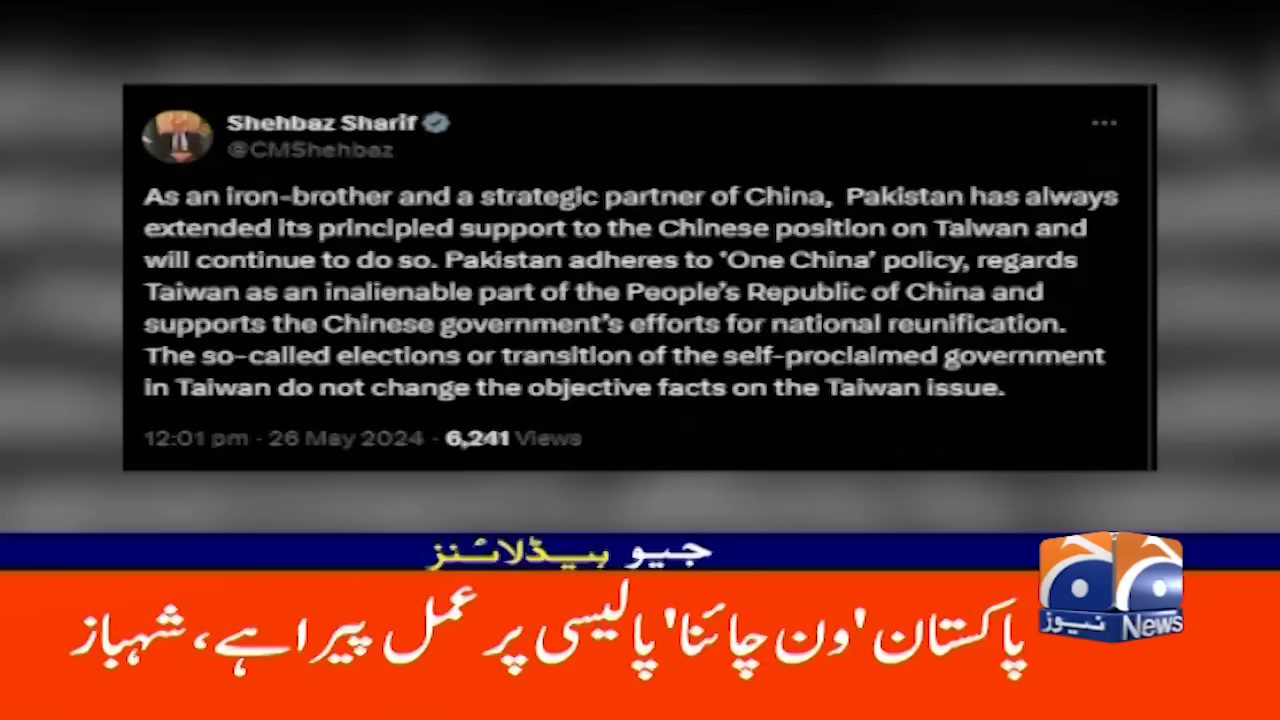 Shehbaz Sharif
@CMShehbaz
As an iron-brother and a strategic partner of China, Pakistan has always
extended its principled support to the Chinese position on Taiwan and
will continue to do so. Pakistan adheres to 'One China' policy, regards
Taiwan as an inalienable part of the People's Republic of China and
supports the Chinese government's efforts for national reunification.
The so-called elections or transition of the self-proclaimed government
in Taiwan do not change the objective facts on the Taiwan issue.
12:01 pm · 26 May 2024 · 6,241 Views
جیو ہیڈلائنز
پاکستان 'ون چائنا' پالیسی پر عمل پیرا ہے، شہباز
جیو نیوز News